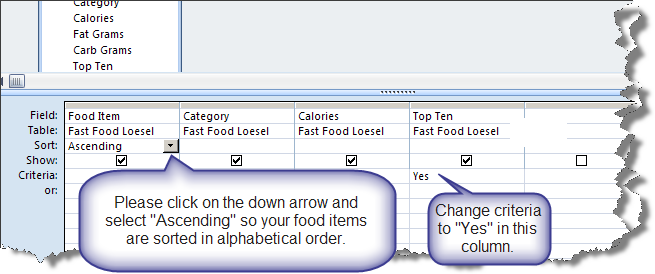 Category
Calories
Fat Grams
Carb Grams
Top Ten
Field: Food Item Category Calories Top Ten
Table: Fast Food Loesel Fast Food Loesel Fast Food Loesel Fast Food Loesel
Sort: Ascending
Show:
Criteria: Yes
or:
Please click on the down arrow and
select "Ascending" so your food items
are sorted in alphabetical order.
Change criteria
to "Yes" in this
column.